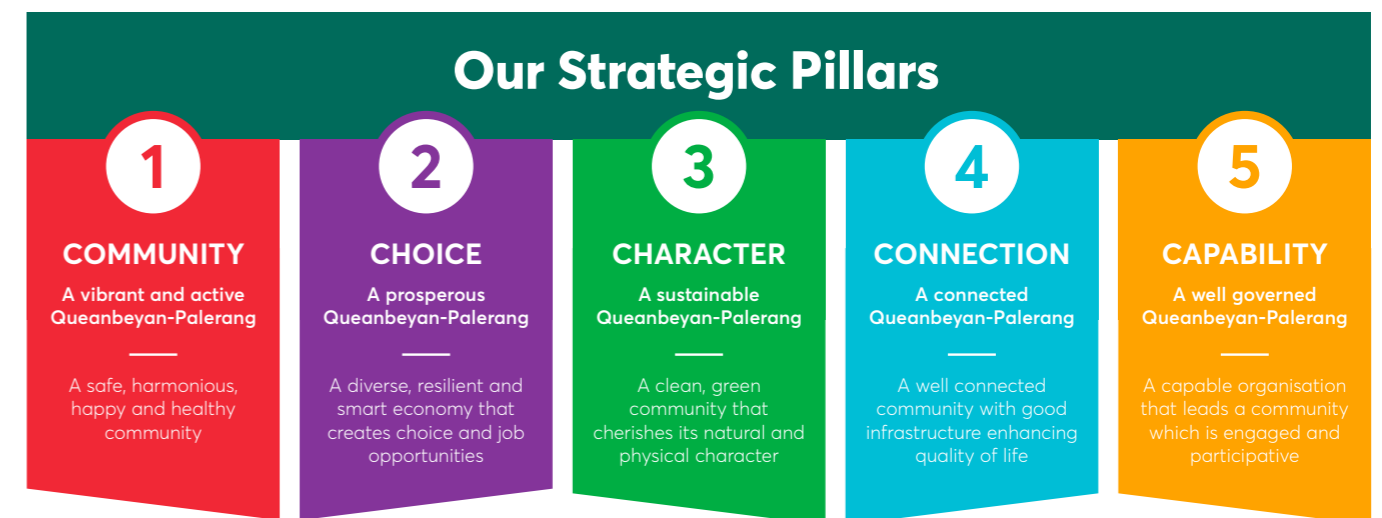 Our Strategic Pillars
1
COMMUNITY
A vibrant and active
Queanbeyan-Palerang
A safe, harmonious,
happy and healthy
community
2
CHOICE
A prosperous
Queanbeyan-Palerang
A diverse, resilient and
smart economy that
creates choice and job
opportunities
3
CHARACTER
A sustainable
Queanbeyan-Palerang
A clean, green
community that
cherishes its natural and
physical character
4
CONNECTION
A connected
Queanbeyan-Palerang
A well connected
community with good
infrastructure enhancing
quality of life
5
CAPABILITY
A well governed
Queanbeyan-Palerang
A capable organisation
that leads a community
which is engaged and
participative